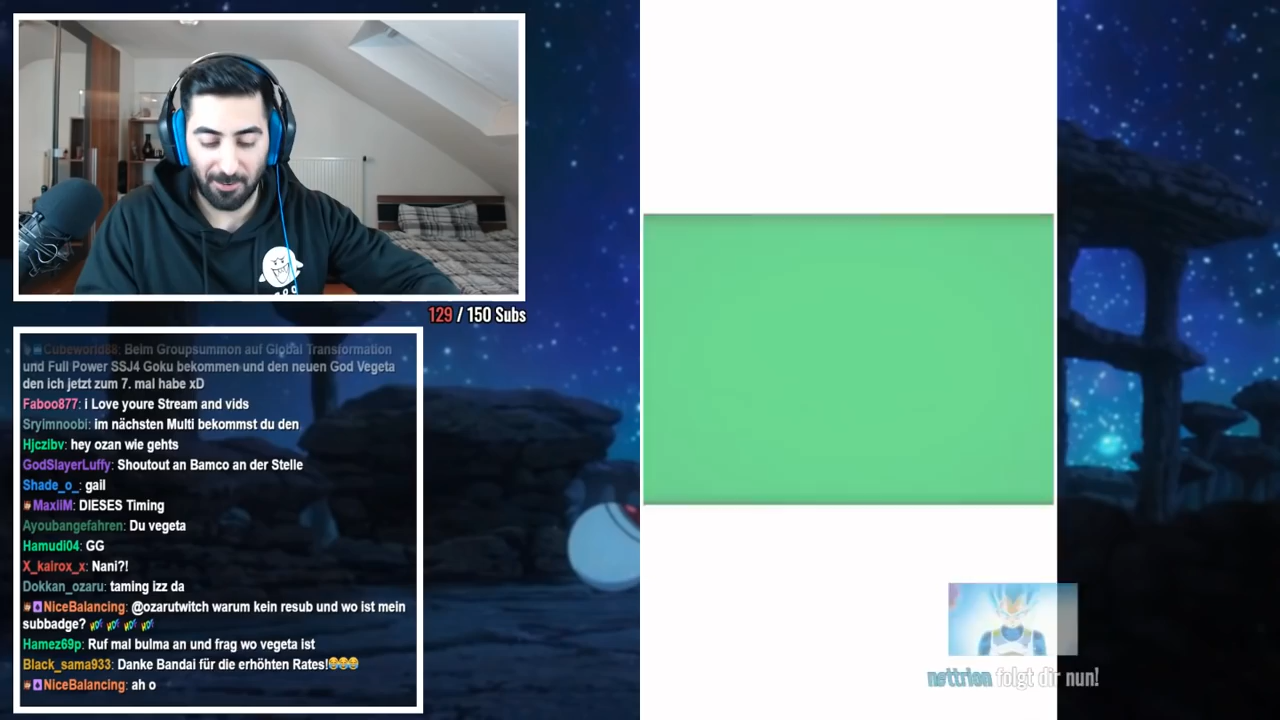 129 / 150 Subs
Cubeworld88: Beim Groupsummon auf Global Transformation
und Full Power SSJ4 Goku bekommen und den neuen God Vegeta
den ich jetzt zum 7. mal habe xD
Faboo877: i Love youre Stream and vids
Sryimnoobi: im nächsten Multi bekommst du den
Hjczibv: hey ozan wie gehts
GodSlayerLuffy: Shoutout an Bamco an der Stelle
Shade_o_: gail
MaxliM: DIESES Timing
Ayoubangefahren: Du vegeta
Hamudi04: GG
X_kairox_x: Nani?!
Dokkan_ozaru: taming izz da
NiceBalancing: @ozarutwitch warum kein resub und wo ist mein
subbadge?
Hamez69p: Ruf mal bulma an und frag wo vegeta ist
Black_sama933: Danke Bandai für die erhöhten Rates!
NiceBalancing: ah o
nettrion folgt dir nun!